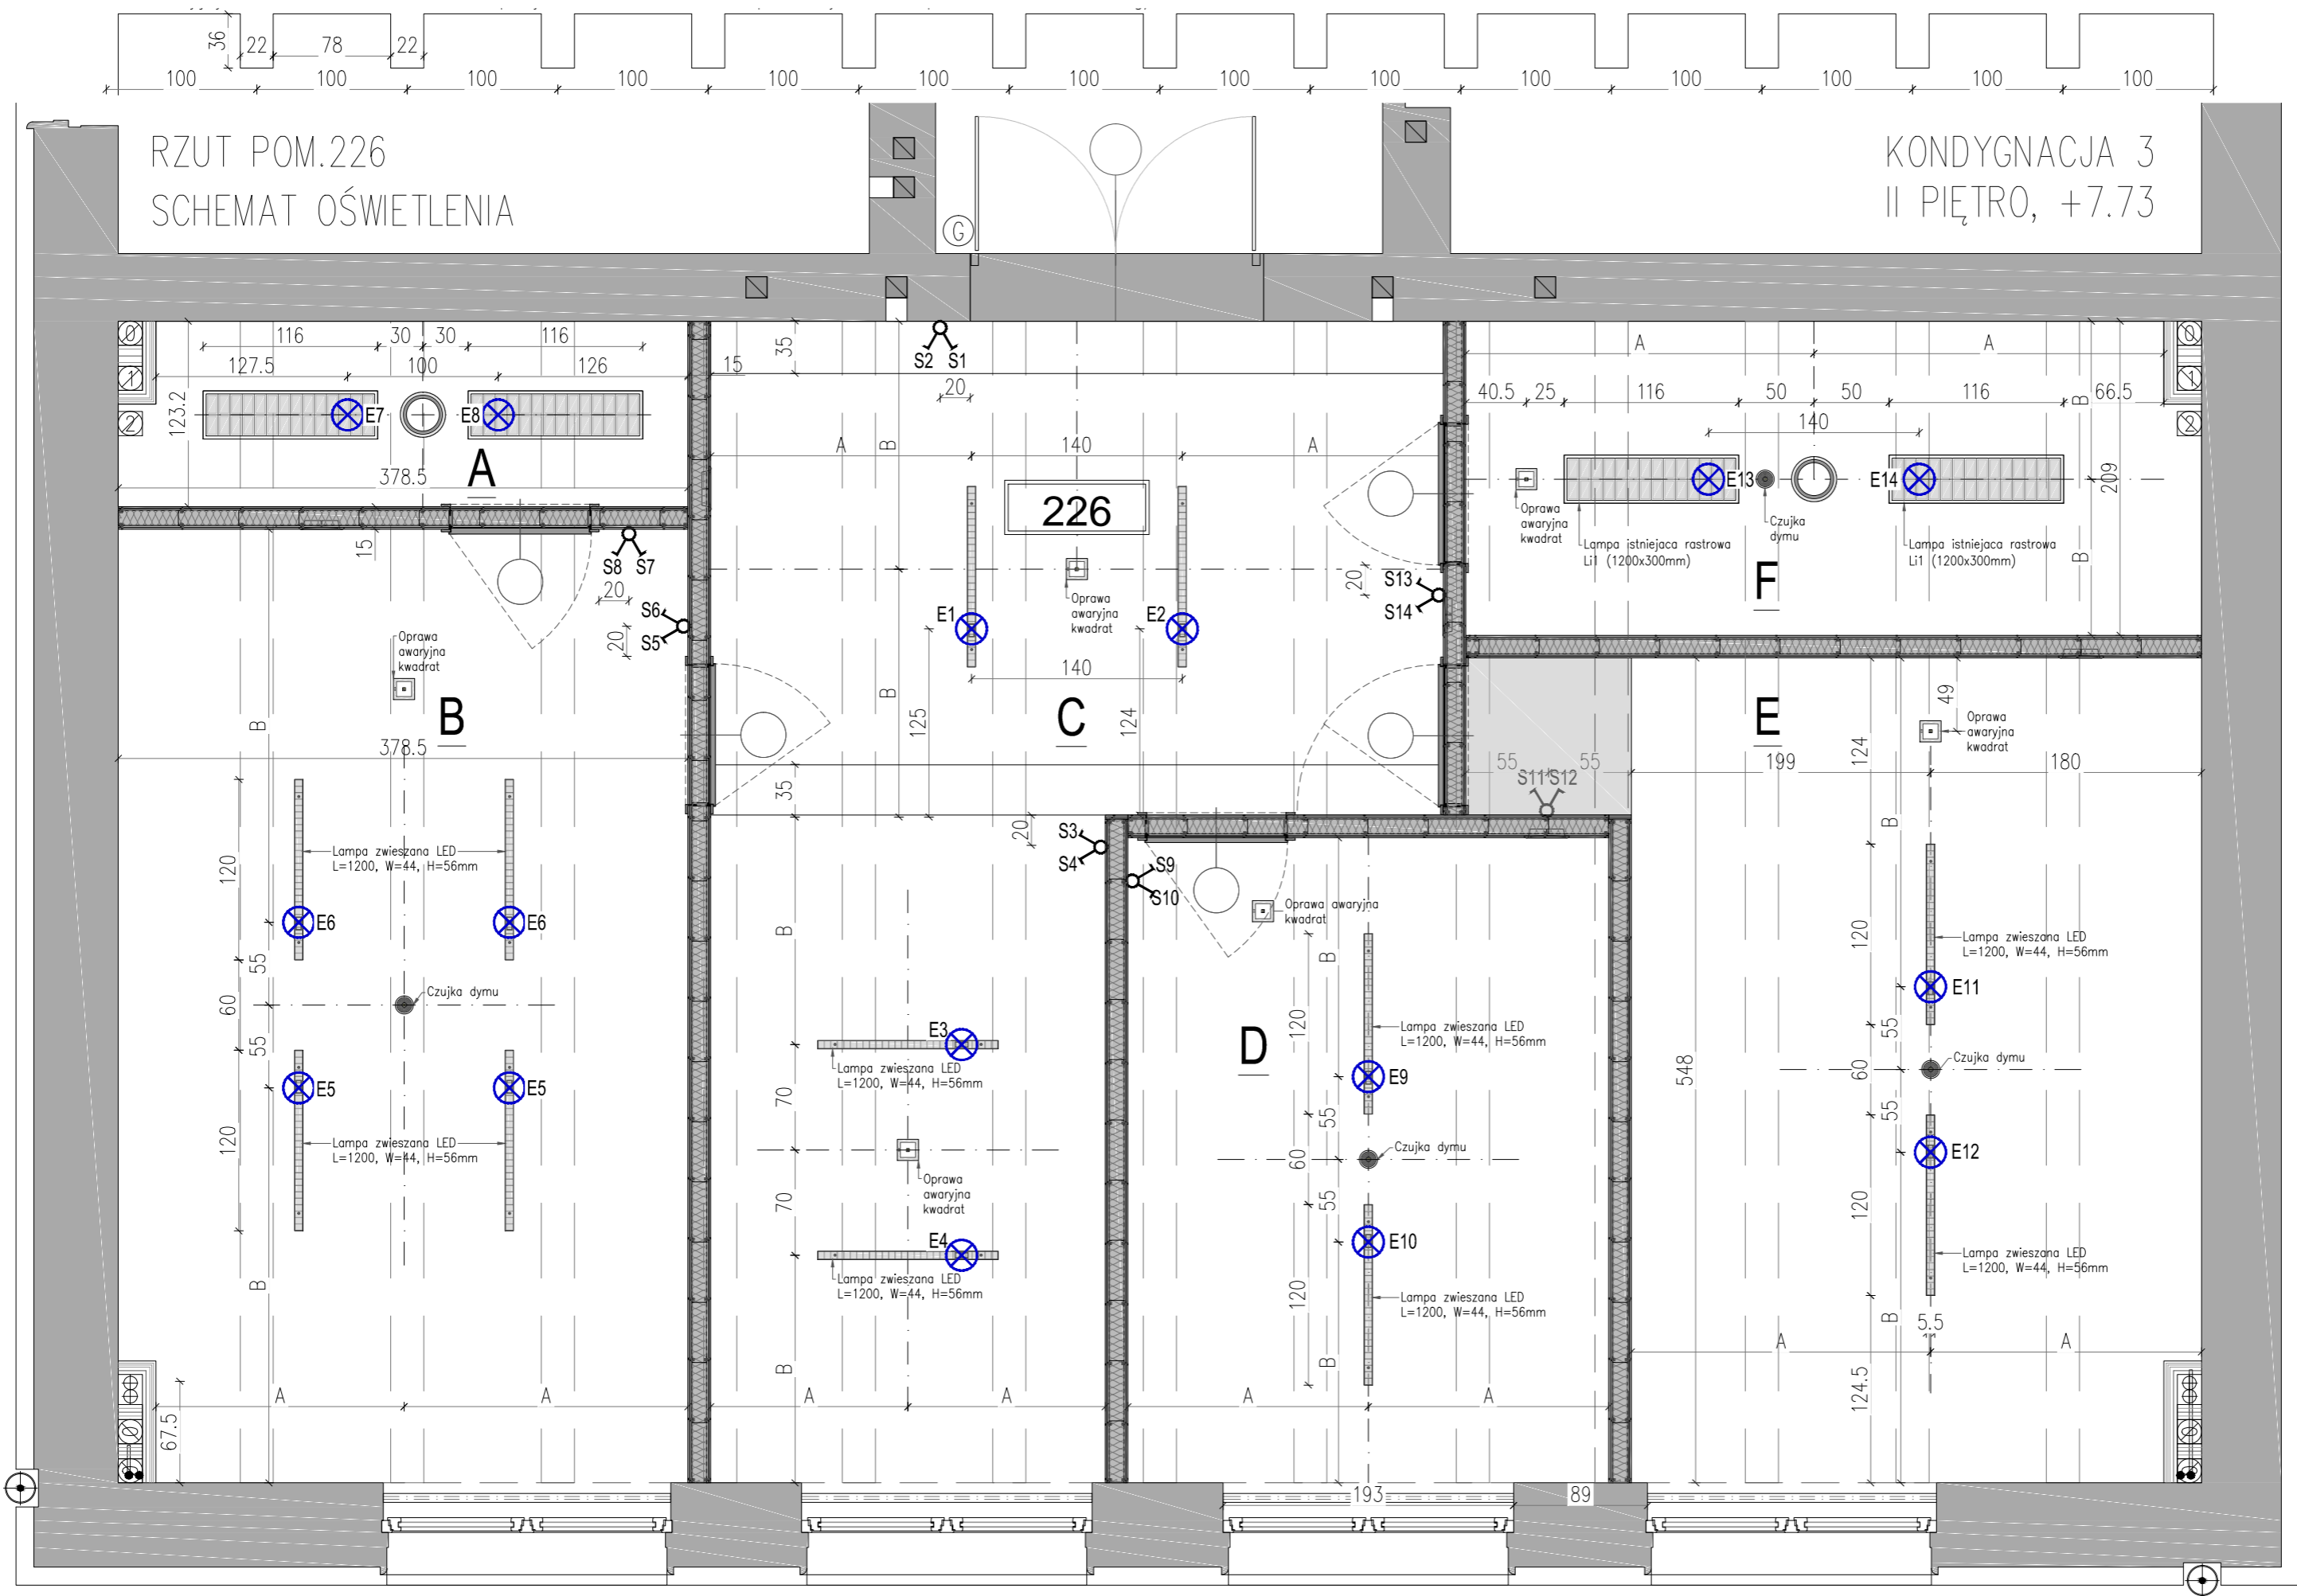 36
22
78
22
100
100
100
100
100
100
100
100
100
100
100
100
100
100
RZUT POM.226
SCHEMAT OŚWIETLENIA
KONDYGNACJA 3
II PIĘTRO, +7.73
G
0
1
2
116
30
30
116
127.5
100
126
123.2
E7
E8
A
378.5
15
S8
S7
20
S6
S5
20
Oprawa
awaryjna
kwadrat
B
B
378.5
120
Lampa zwieszana LED
L=1200, W=44, H=56mm
E6
E6
55
60
Czujka dymu
55
E5
E5
120
Lampa zwieszana LED
L=1200, W=44, H=56mm
B
A
A
67.5
0
S2
S1
35
15
20
A
B
140
A
226
E1
E2
Oprawa
awaryjna
kwadrat
140
B
125
124
C
35
S13
S14
20
20
S3
S4
S9
S10
B
E3
Lampa zwieszana LED
L=1200, W=44, H=56mm
70
70
Oprawa
awaryjna
kwadrat
E4
Lampa zwieszana LED
L=1200, W=44, H=56mm
B
A
A
Oprawa awaryjna
kwadrat
B
120
Lampa zwieszana LED
L=1200, W=44, H=56mm
D
E9
55
60
Czujka dymu
55
E10
120
Lampa zwieszana LED
L=1200, W=44, H=56mm
B
A
A
193
89
A
A
0
1
2
40.5
25
116
50
50
116
66.5
140
B
209
E13
E14
Oprawa
awaryjna
kwadrat
Czujka
dymu
Lampa istniejaca rastrowa
Li1 (1200x300mm)
Lampa istniejaca rastrowa
Li1 (1200x300mm)
F
B
E
49
Oprawa
awaryjna
kwadrat
124
55
55
S11
S12
199
180
B
120
Lampa zwieszana LED
L=1200, W=44, H=56mm
E11
55
548
60
Czujka dymu
55
E12
120
Lampa zwieszana LED
L=1200, W=44, H=56mm
B
5.5
A
A
124.5
0